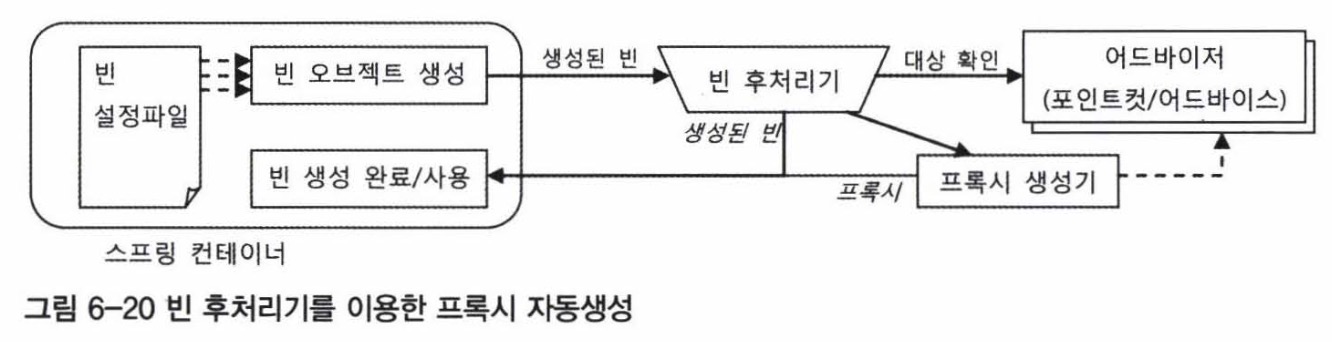 빈
설정파일
빈 오브젝트 생성
생성된 빈
빈 후처리기
대상 확인
어드바이저
(포인트컷/어드바이스)
생성된 빈
빈 생성 완료/사용
프록시
프록시 생성기
스프링 컨테이너
그림 6-20 빈 후처리기를 이용한 프록시 자동생성